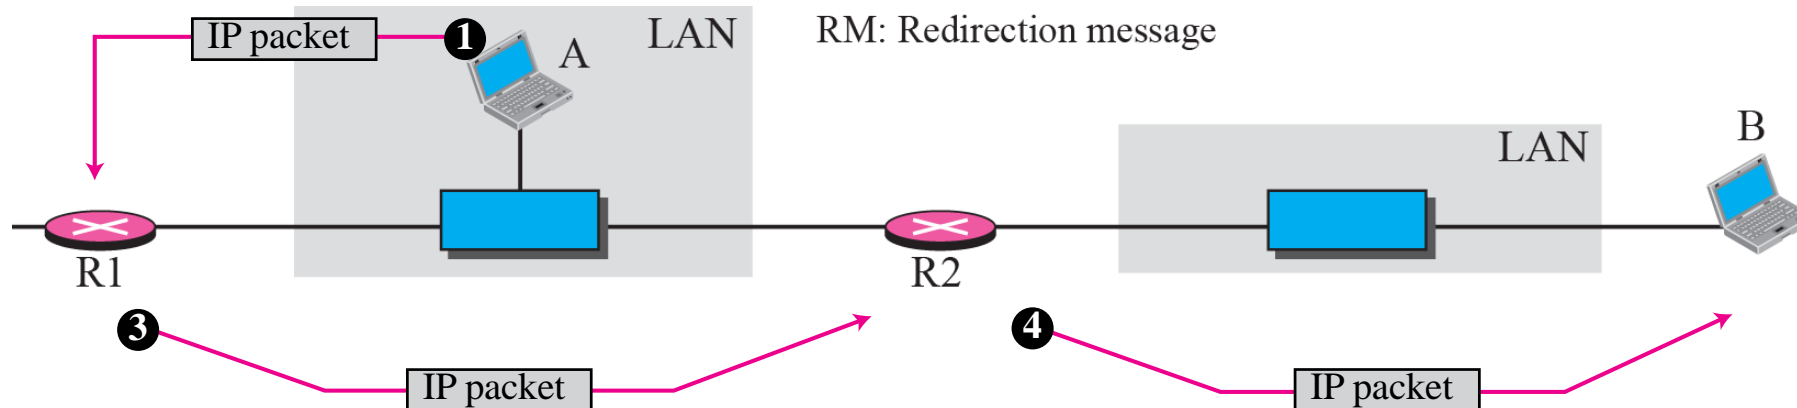 IP packet
1
LAN
RM: Redirection message
A
B
LAN
R1
R2
3
4
IP packet
IP packet